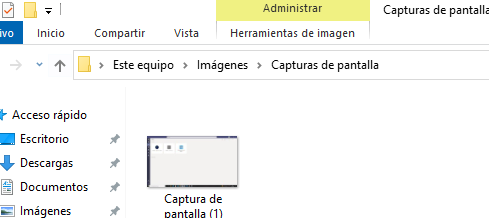 Administrar
Capturas de pantalla
ivo
Inicio
Compartir
Vista
Herramientas de imagen
Este equipo > Imágenes > Capturas de pantalla
Acceso rápido
Escritorio
Descargas
Documentos
Imágenes
Captura de
pantalla (1)